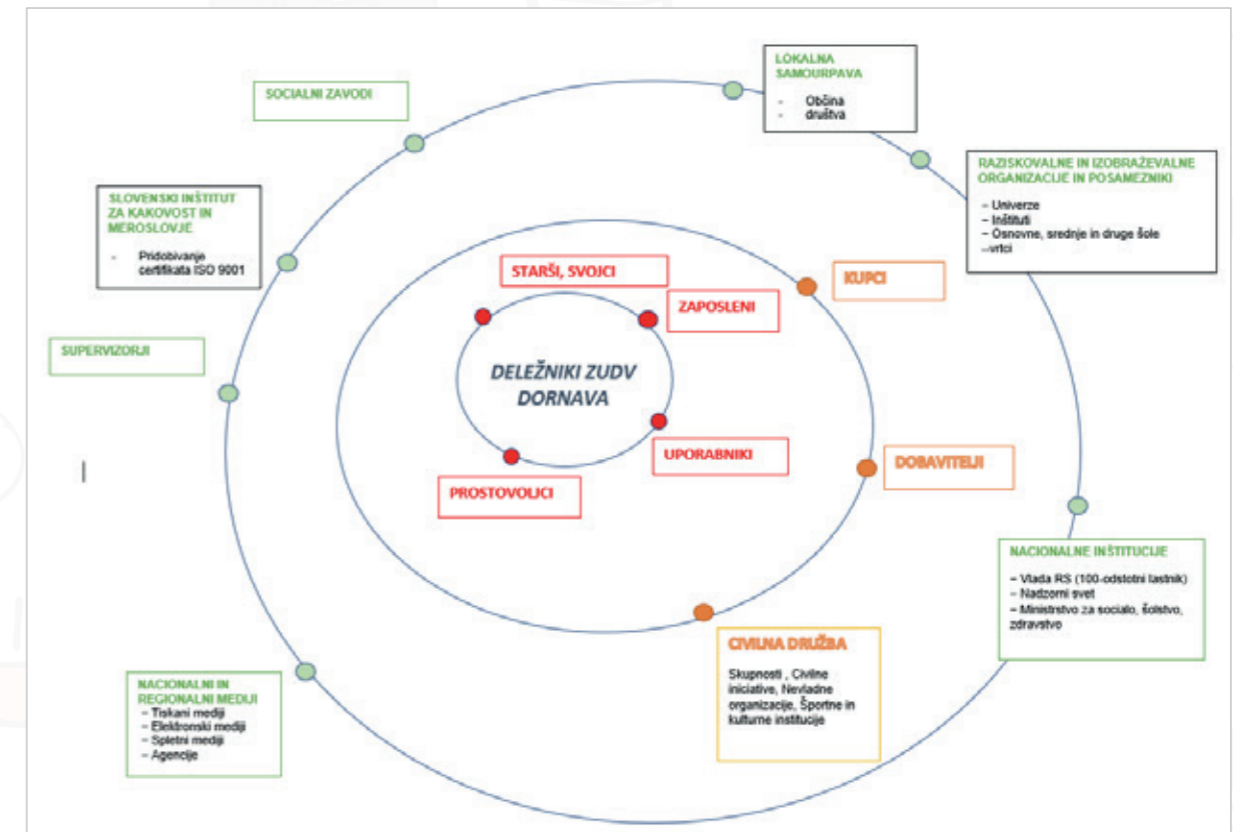 LOKALNA
SAMOURPAVA
- Občina
- društva
SOCIALNI ZAVODI
RAZISKOVALNE IN IZOBRAŽEVALNE
ORGANIZACIJE IN POSAMEZNIKI
– Univerze
– Inštituti
– Osnovne, srednje in druge šole
–vrtci
SLOVENSKI INŠTITUT
ZA KAKOVOST IN
MEROSLOVJE
- Pridobivanje
certifikata ISO 9001
STARŠI, SVOJCI
KUPCI
ZAPOSLENI
SUPERVIZORJI
DELEŽNIKI ZUDV
DORNAVA
UPORABNIKI
DOBAVITELJI
PROSTOVOLJCI
NACIONALNE INŠTITUCIJE
– Vlada RS (100-odstotni lastnik)
– Nadzorni svet
– Ministrstvo za socialo, šolstvo,
zdravstvo
CIVILNA DRUŽBA
Skupnosti , Civilne
iniciative, Nevladne
organizacije, Športne in
kulturne institucije
NACIONALNI IN
REGIONALNI MEDIJI
– Tiskani mediji
– Elektronski mediji
– Spletni mediji
– Agencije